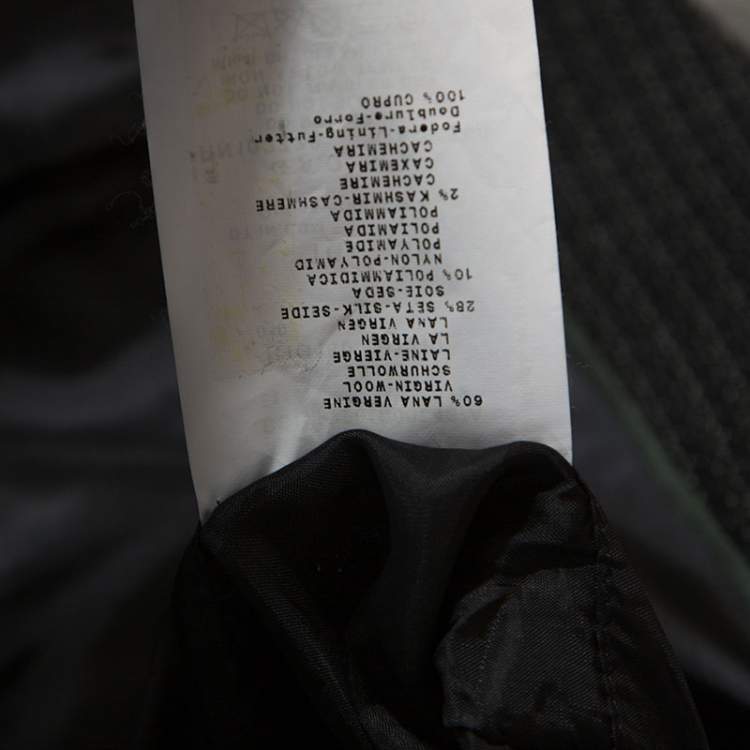 60% LANA VERGINE
VIRGIN-WOOL
SCHURWOLLE
LAINE-VIERGE
LA VIRGEN
LANA VIRGEN
28% SETA-SILK-SEIDE
SOIE-SEDA
10% POLIAMMIDICA
NYLON-POLYAMID
POLYAMIDE
POLIAMIDA
POLIAMMIDA
2% KASHMIR-CASHMERE
CACHEMIRE
CAXEMIRA
CACHEMIRA
Fodera-Lining-Futter
Doublure-Forro
100% CUPRO